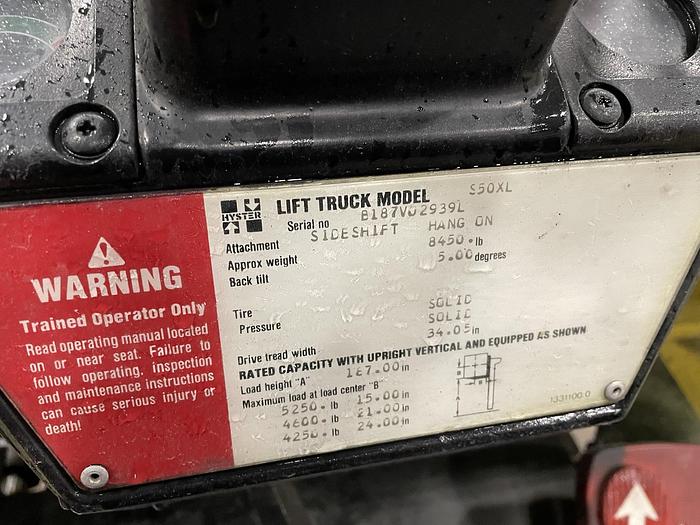 HYSTER
LIFT TRUCK MODEL S50XL
Serial no B187V02939L
Attachment SIDESHIFT HANG ON
Approx weight 8450 lb
Back tilt 5.00 degrees
Tire SOLID
Pressure SOLID
Drive tread width 34.05 in
RATED CAPACITY WITH UPRIGHT VERTICAL AND EQUIPPED AS SHOWN
Load height "A" 187.00 in
Maximum load at load center "B"
5250 lb 15.00 in
4600 lb 21.00 in
4250 lb 24.00 in
1331100 0
WARNING
Trained Operator Only
Read operating manual located
on or near seat. Failure to
follow operating, inspection
and maintenance instructions
can cause serious injury or
death!